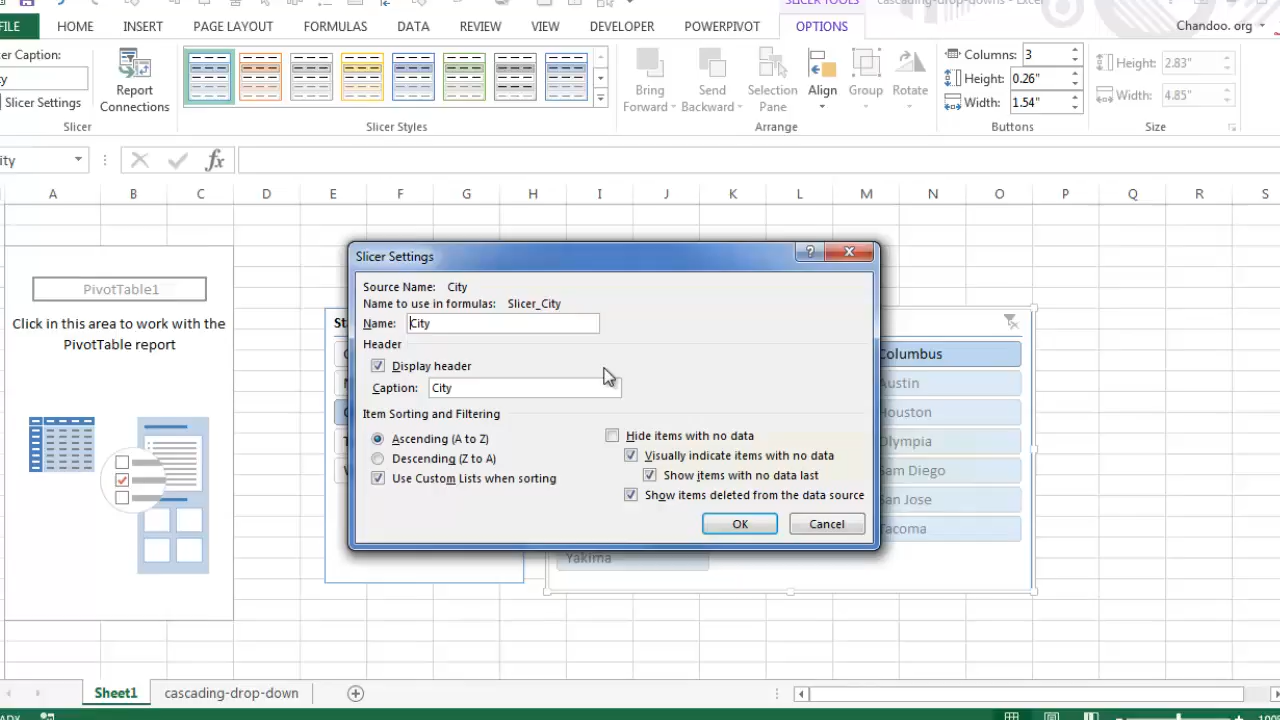 SLICER TOOLS
cascading-drop-downs - Excel
FILE HOME INSERT PAGE LAYOUT FORMULAS DATA REVIEW VIEW DEVELOPER POWERPIVOT OPTIONS Chandoo.org
Slicer Caption:
Slicer Settings
Report
Connections
Bring
Forward
Send
Backward
Selection
Pane
Align
Group
Rotate
Columns: 3
Height: 0.26"
Width: 1.54"
Height: 2.83"
Width: 4.85"
Slicer
Slicer Styles
Arrange
Buttons
Size
A B C D E F G H I J K L M N O P Q R S
PivotTable1
Click in this area to work with the
PivotTable report
Slicer Settings
Source Name: City
Name to use in formulas: Slicer_City
Name: City
Header
Display header
Caption: City
Item Sorting and Filtering
Ascending (A to Z)
Descending (Z to A)
Use Custom Lists when sorting
Hide items with no data
Visually indicate items with no data
Show items with no data last
Show items deleted from the data source
OK Cancel
Columbus
Austin
Houston
Olympia
San Diego
San Jose
Tacoma
Yakima
Sheet1 cascading-drop-down